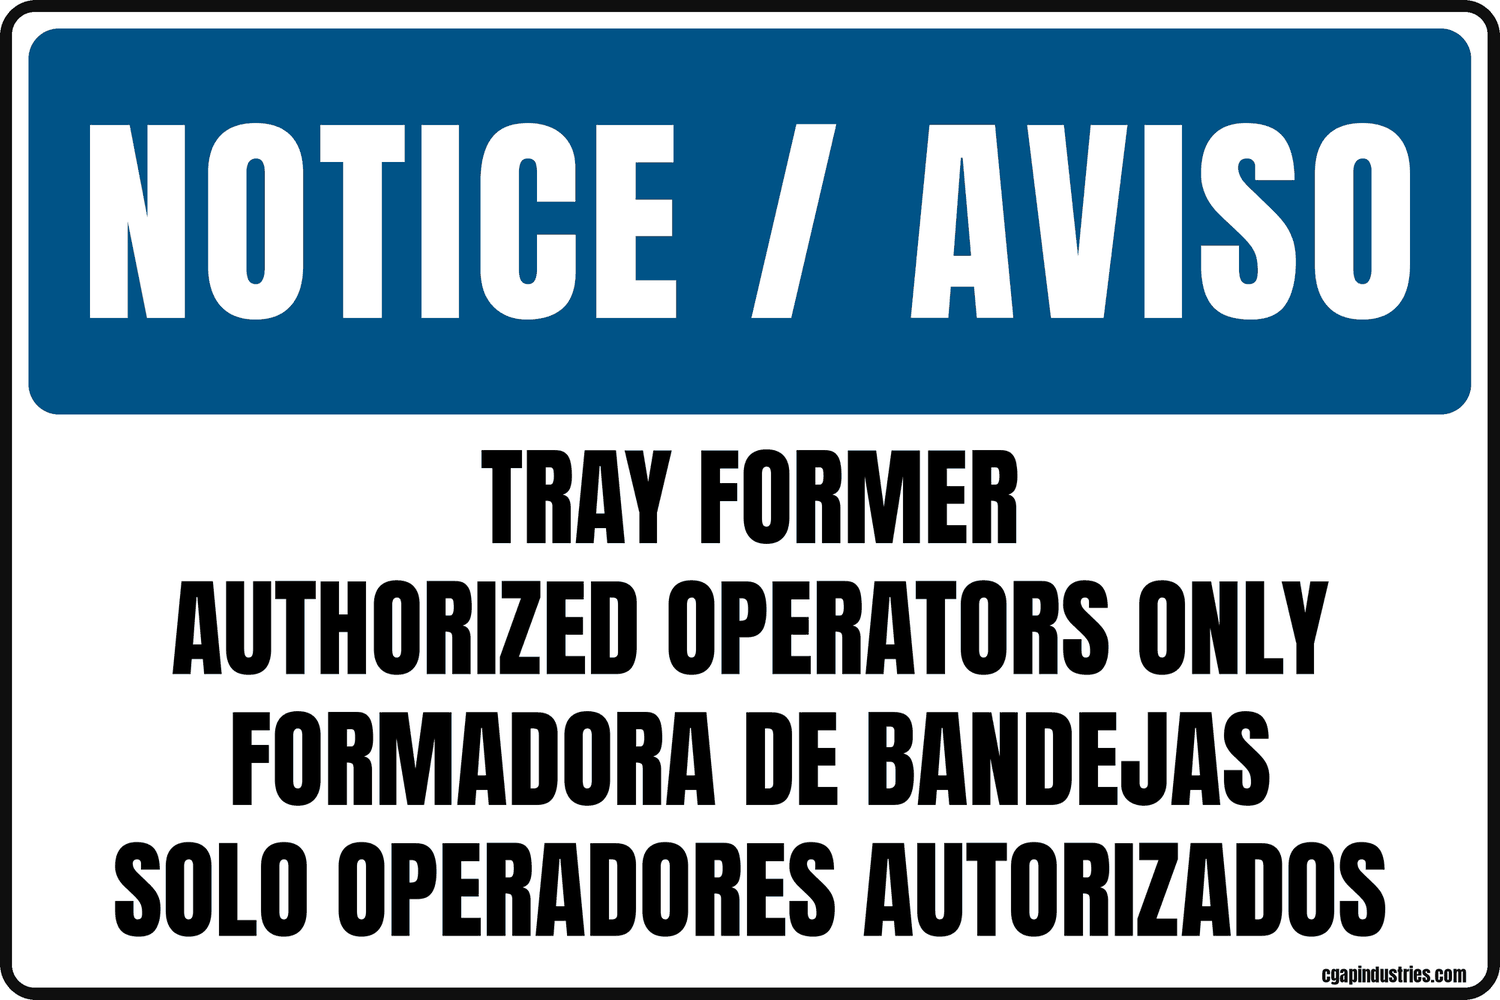 NOTICE / AVISO
TRAY FORMER
AUTHORIZED OPERATORS ONLY
FORMADORA DE BANDEJAS
SOLO OPERADORES AUTORIZADOS
cgapindustries.com